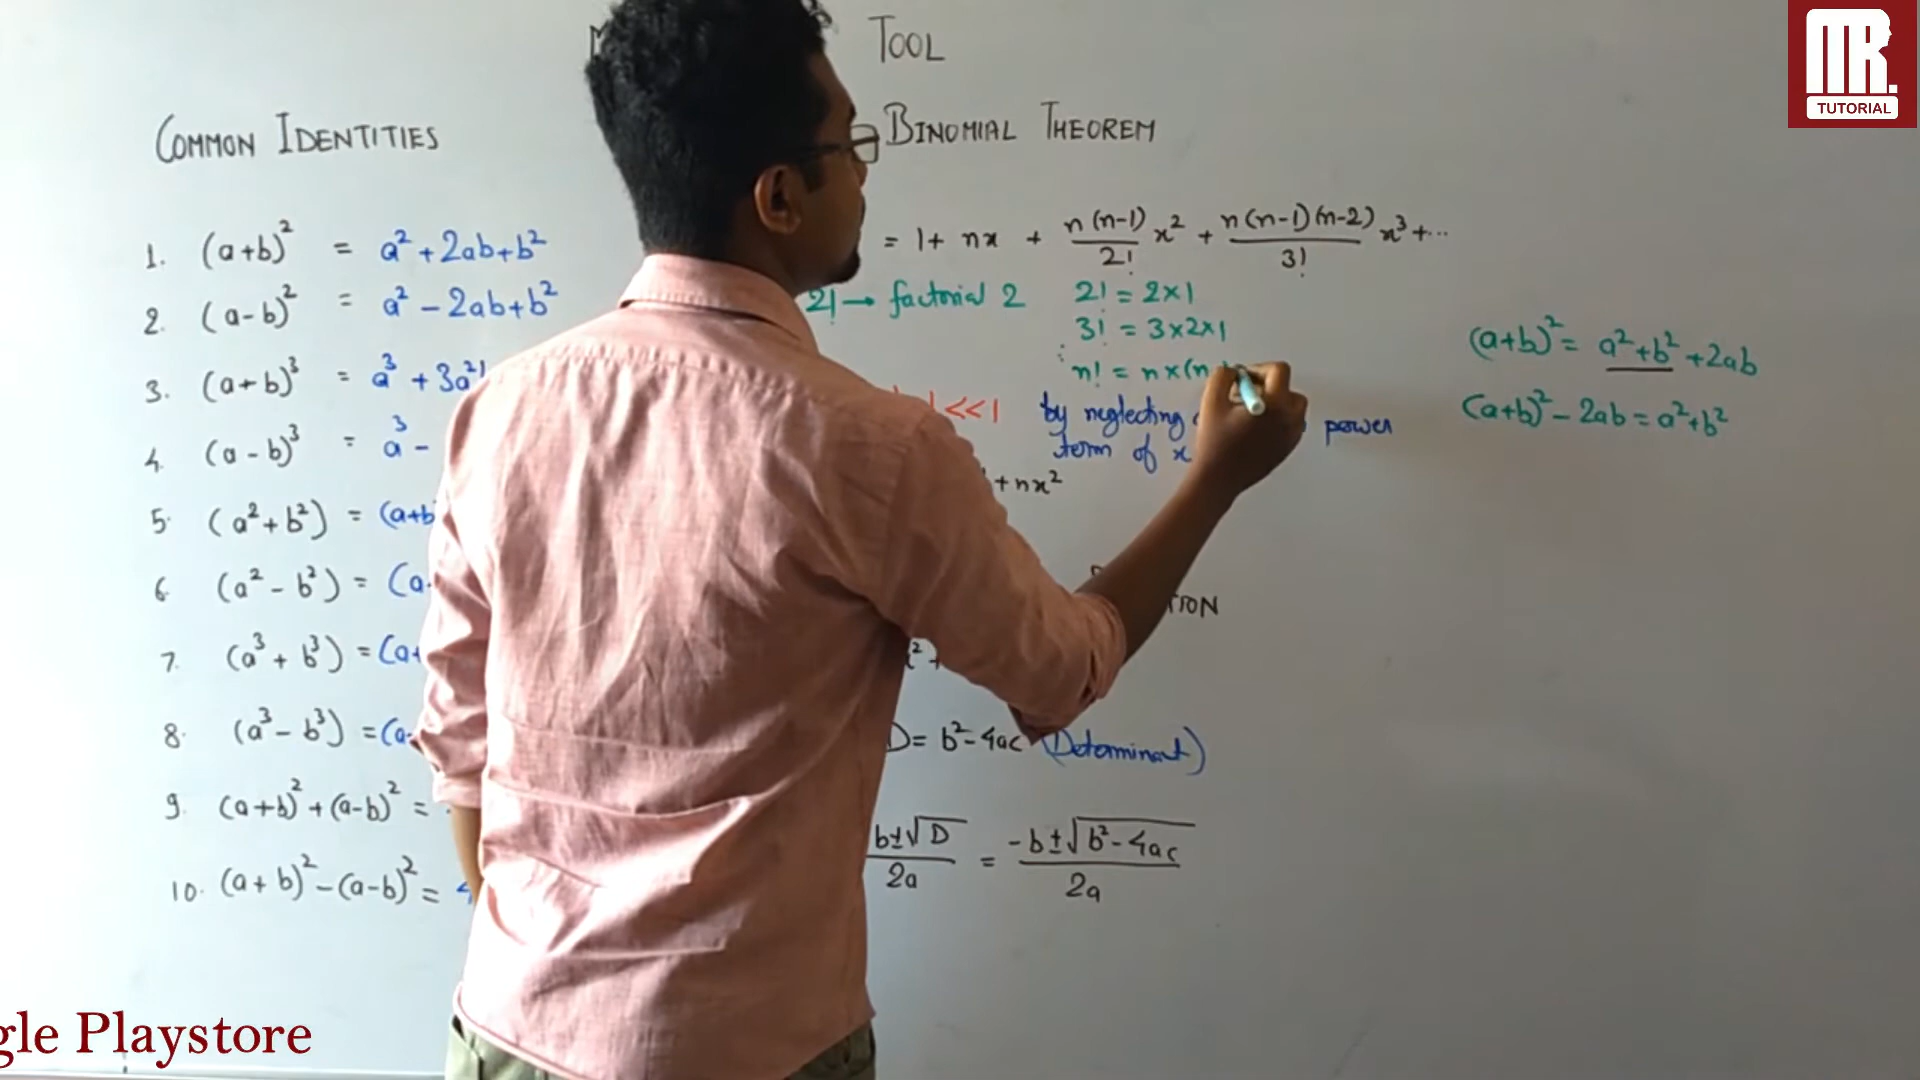 TOOL
COMMON IDENTITIES
1. (a+b)² = a² + 2ab + b²
2. (a-b)² = a² - 2ab + b²
3. (a+b)³ = a³ + 3a²
4. (a-b)³ = a³ -
5. (a² + b²) = (a+b
6. (a² - b²) = (a
7. (a³ + b³) = (a+
8. (a³ - b³) = (a-
9. (a+b)² + (a-b)² =
10. (a+b)² - (a-b)² = 4
BINOMIAL THEOREM
= 1 + nx + n(n-1)/2! x² + n(n-1)(n-2)/3! x³ + ...
2! → factorial 2
2! = 2×1
3! = 3×2×1
n! = n×(n
<<1
by neglecting power
term of x
+ nx²
D = b² - 4ac (Determinant)
b±√D/2a = -b±√b²-4ac/2a
(a+b)² = a² + b² + 2ab
(a+b)² - 2ab = a² + b²
MR.
TUTORIAL
gle Playstore